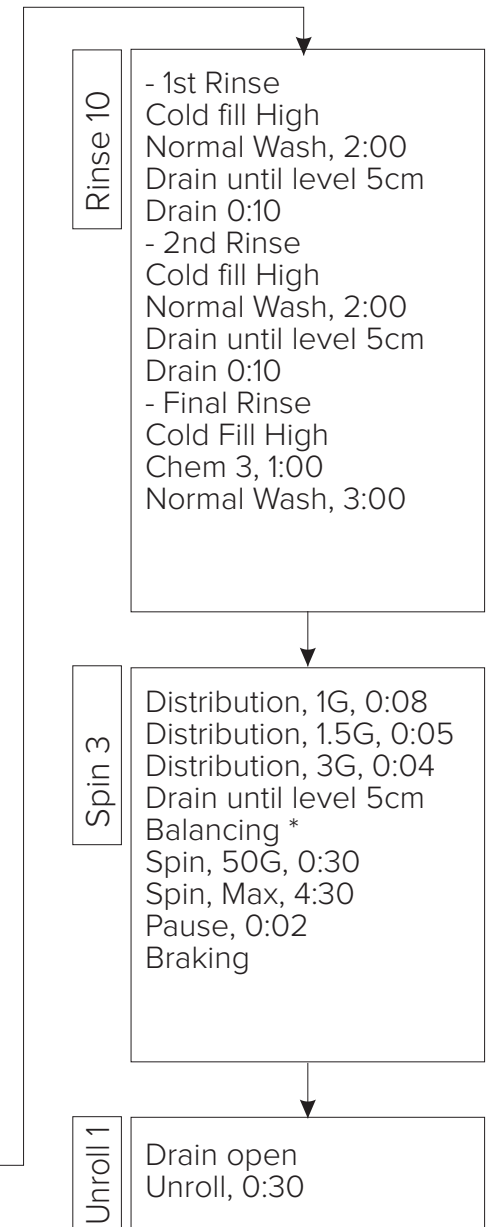 Rinse 10
- 1st Rinse
Cold fill High
Normal Wash, 2:00
Drain until level 5cm
Drain 0:10
- 2nd Rinse
Cold fill High
Normal Wash, 2:00
Drain until level 5cm
Drain 0:10
- Final Rinse
Cold Fill High
Chem 3, 1:00
Normal Wash, 3:00
Spin 3
Distribution, 1G, 0:08
Distribution, 1.5G, 0:05
Distribution, 3G, 0:04
Drain until level 5cm
Balancing *
Spin, 50G, 0:30
Spin, Max, 4:30
Pause, 0:02
Braking
Unroll 1
Drain open
Unroll, 0:30